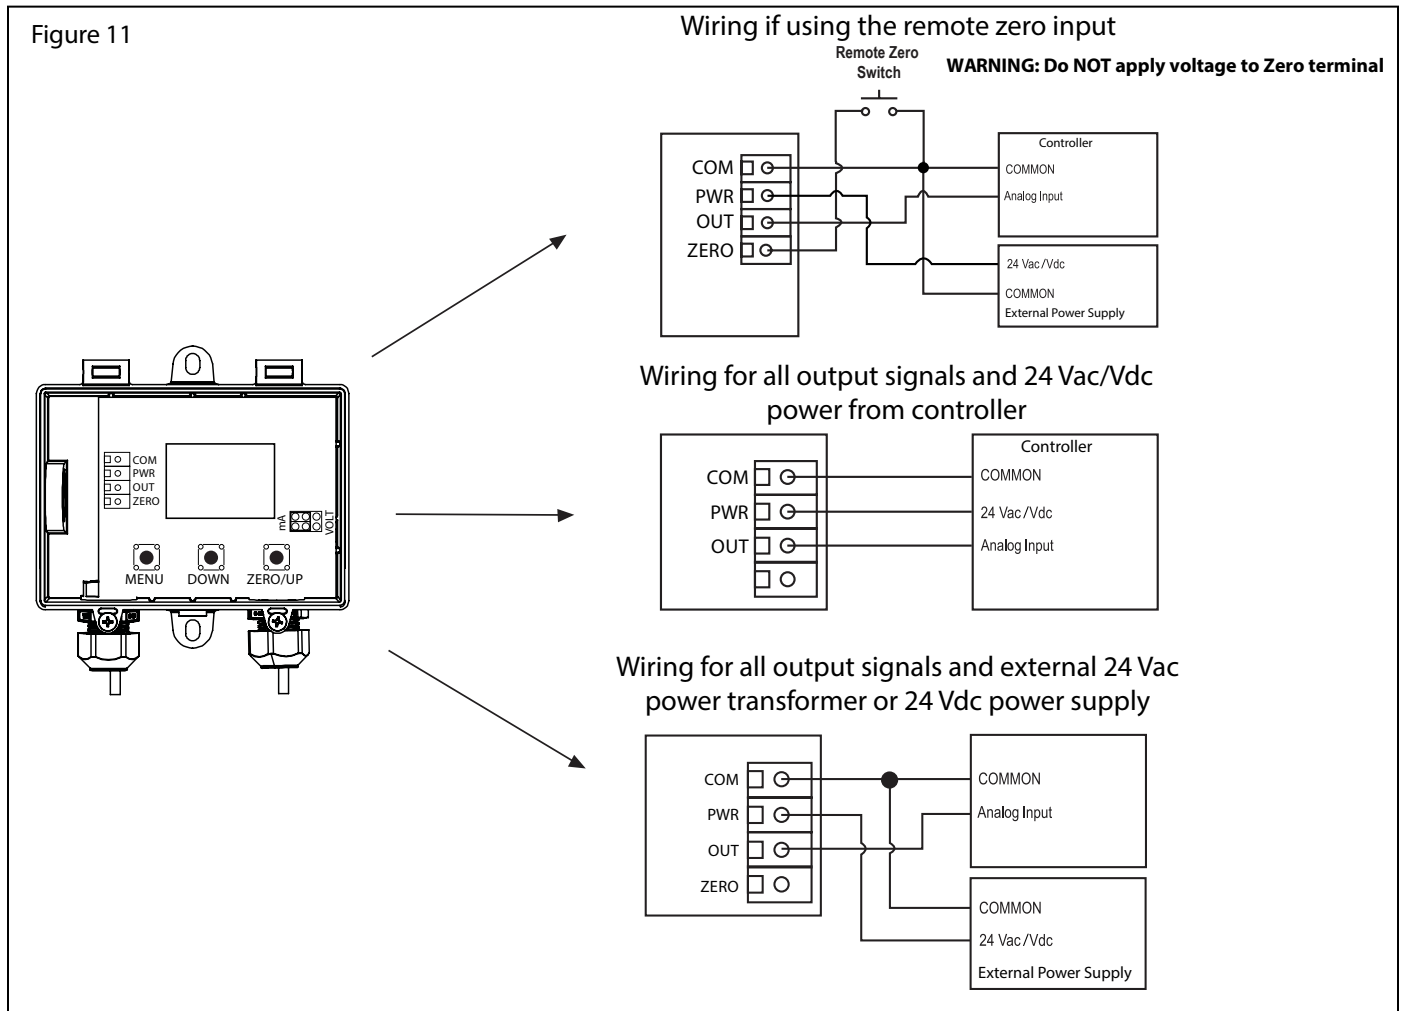 Figure 11
Wiring if using the remote zero input
Remote Zero
Switch
WARNING: Do NOT apply voltage to Zero terminal
COM
PWR
OUT
ZERO
Controller
COMMON
Analog Input
24 Vac/Vdc
COMMON
External Power Supply
COM
PWR
OUT
ZERO
mA
VOLT
MENU
DOWN
ZERO/UP
Wiring for all output signals and 24 Vac/Vdc
power from controller
COM
PWR
OUT
Controller
COMMON
24 Vac/Vdc
Analog Input
Wiring for all output signals and external 24 Vac
power transformer or 24 Vdc power supply
COM
PWR
OUT
ZERO
COMMON
Analog Input
COMMON
24 Vac/Vdc
External Power Supply